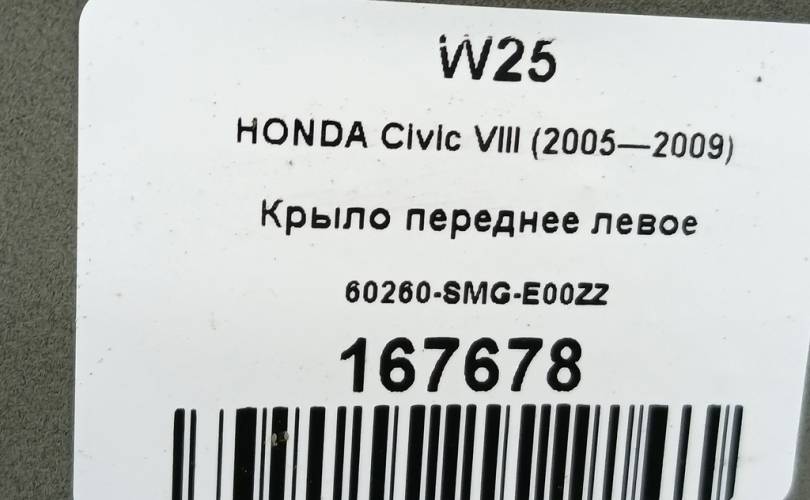 W25
HONDA Civic VIII (2005—2009)
Крыло переднее левое
60260-SMG-E00ZZ
167678